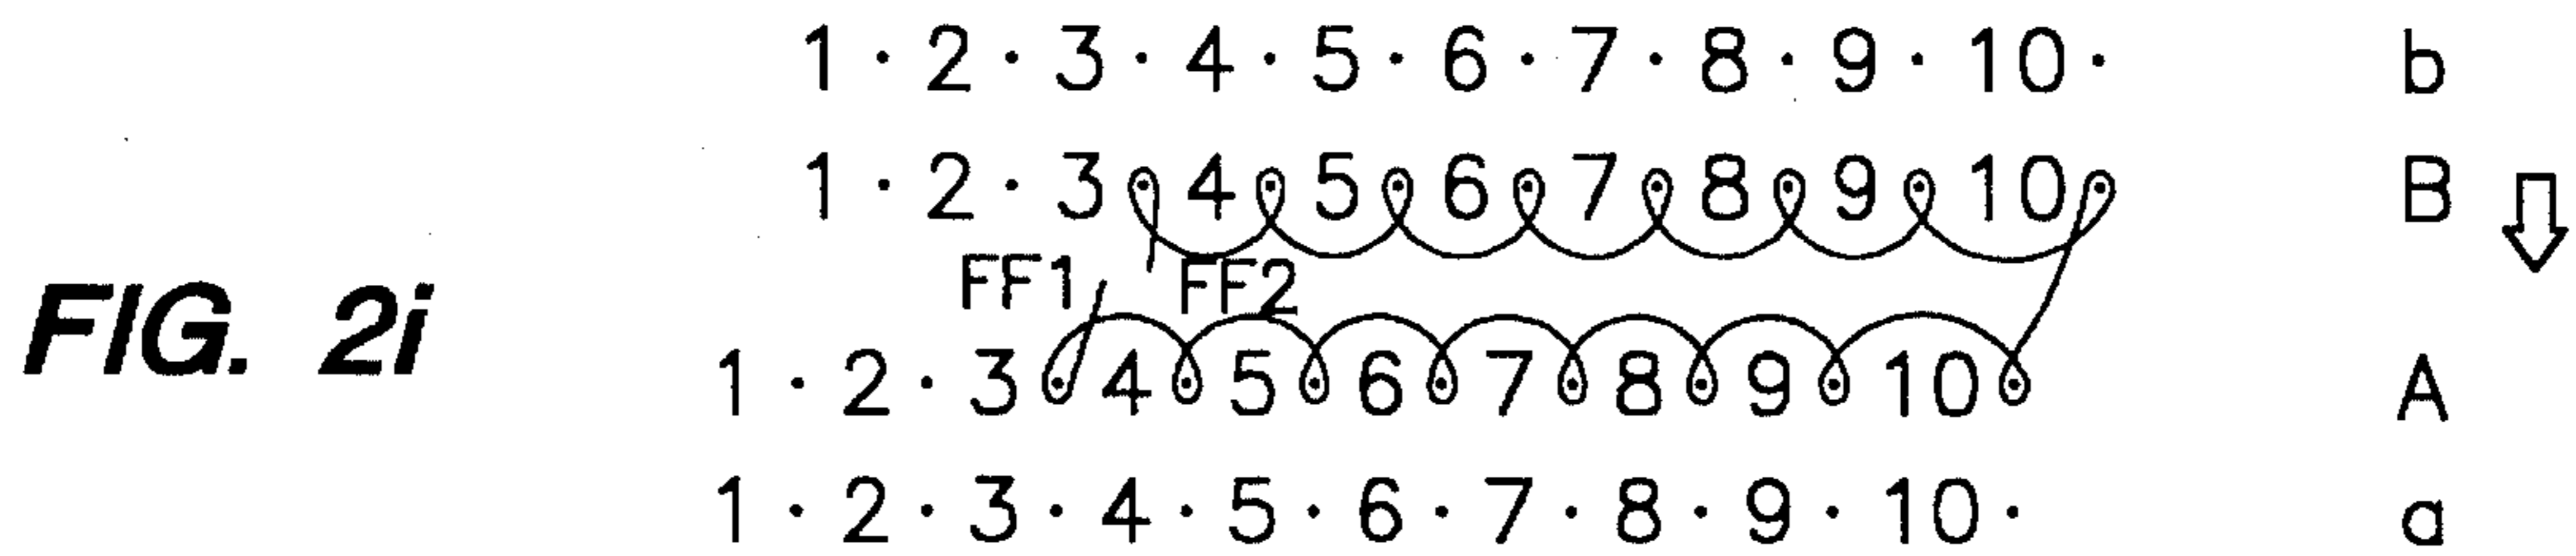 1 · 2 · 3 · 4 · 5 · 6 · 7 · 8 · 9 · 10 · b
1 · 2 · 3 · 4 · 5 · 6 · 7 · 8 · 9 · 10 · B
FF1 FF2
FIG. 2i
1 · 2 · 3 · 4 · 5 · 6 · 7 · 8 · 9 · 10 · A
1 · 2 · 3 · 4 · 5 · 6 · 7 · 8 · 9 · 10 · a